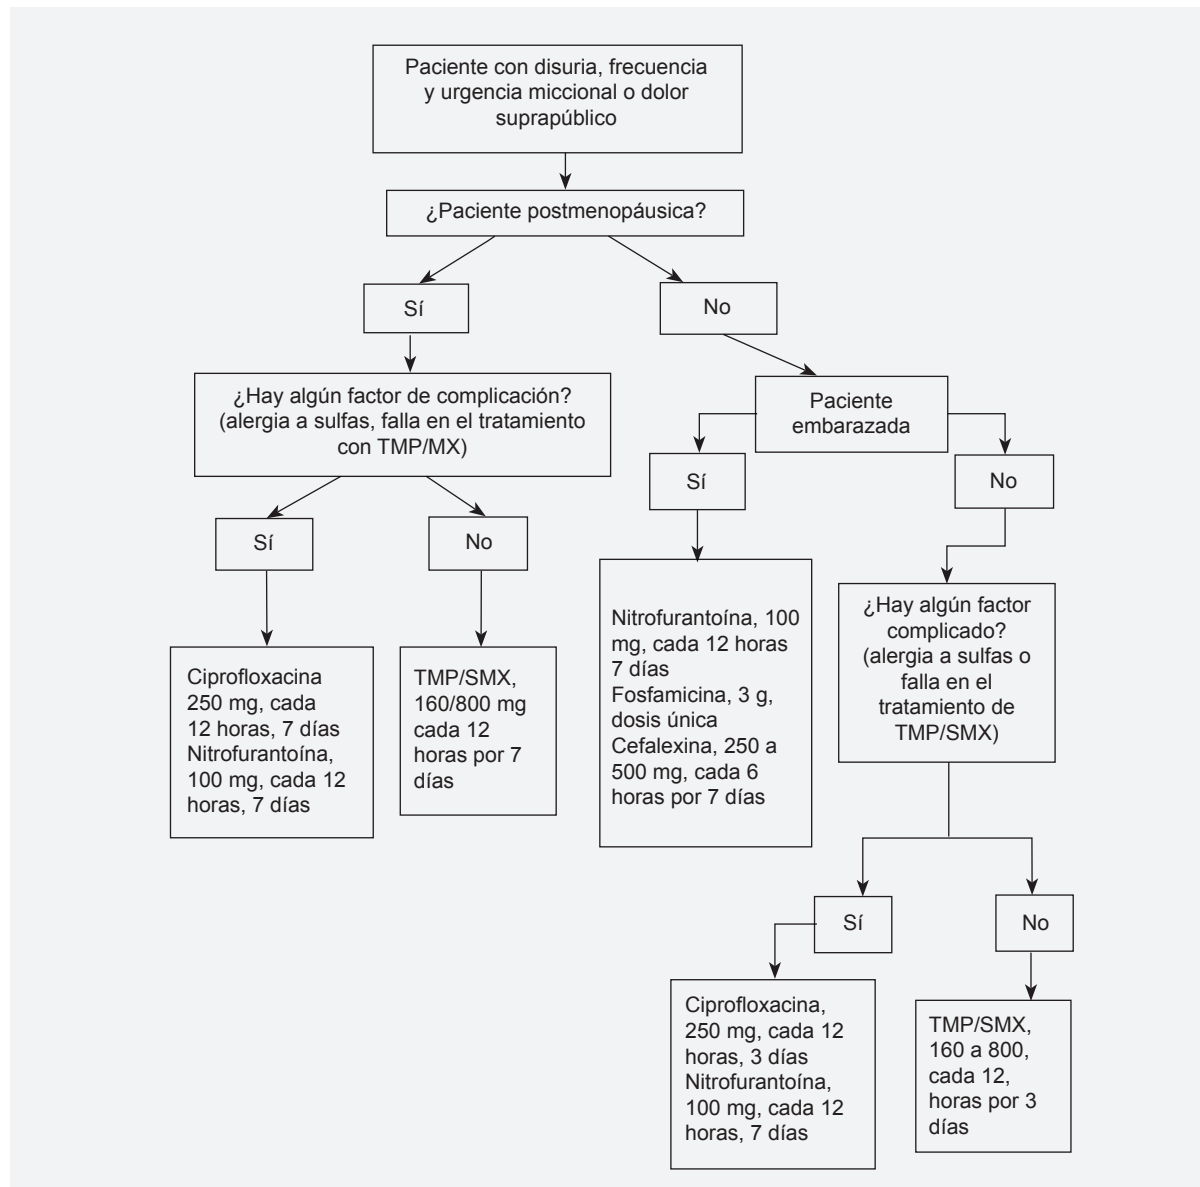 Paciente con disuria, frecuencia
y urgencia miccional o dolor
suprapúblico
¿Paciente postmenopáusica?
Sí
No
¿Hay algún factor de complicación?
(alergia a sulfas, falla en el tratamiento
con TMP/MX)
Paciente
embarazada
Sí
No
Sí
No
Ciprofloxacina
250 mg, cada
12 horas, 7 días
Nitrofurantoína,
100 mg, cada 12
horas, 7 días
TMP/SMX,
160/800 mg
cada 12
horas por 7
días
Nitrofurantoína, 100
mg, cada 12 horas
7 días
Fosfamicina, 3 g,
dosis única
Cefalexina, 250 a
500 mg, cada 6
horas por 7 días
¿Hay algún factor
complicado?
(alergia a sulfas o
falla en el
tratamiento de
TMP/SMX)
Sí
No
Ciprofloxacina,
250 mg, cada 12
horas, 3 días
Nitrofurantoína,
100 mg, cada 12
horas, 7 días
TMP/SMX,
160 a 800,
cada 12,
horas por 3
días